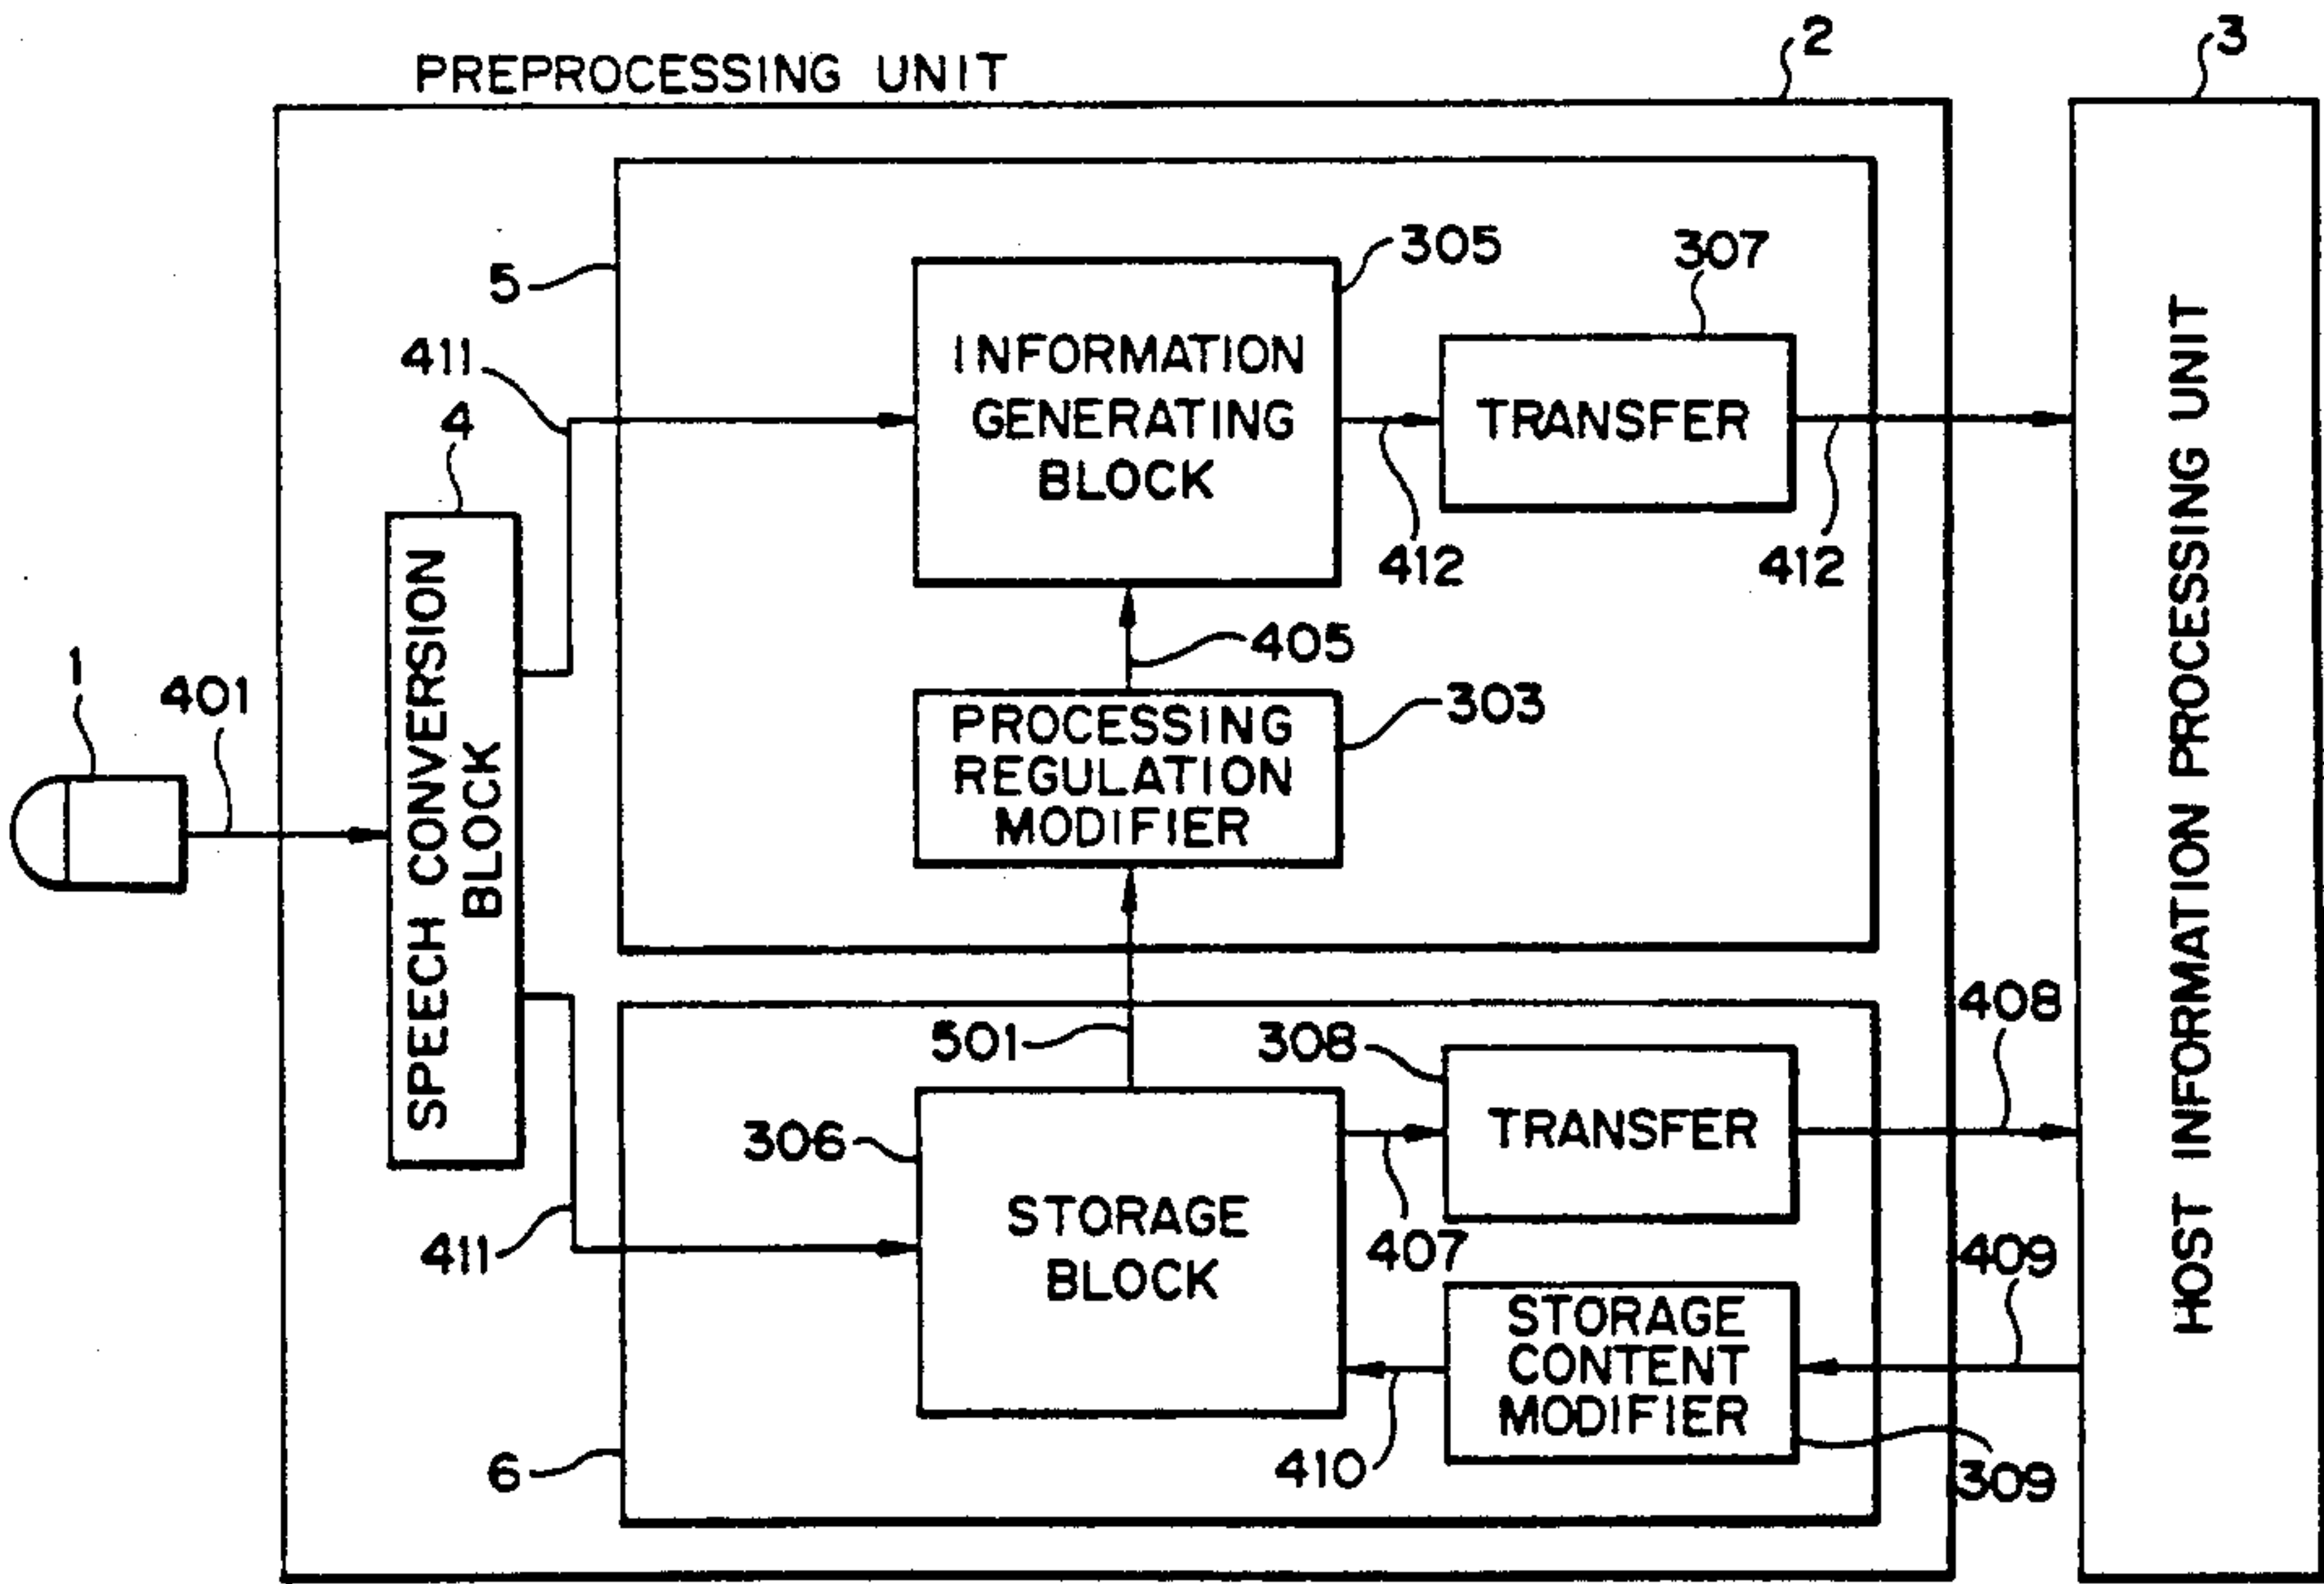 PREPROCESSING UNIT
2
3
5
305
307
411
4
INFORMATION
GENERATING
BLOCK
TRANSFER
412
412
405
1
401
303
PROCESSING
REGULATION
MODIFIER
SPEECH CONVERSION
BLOCK
HOST INFORMATION PROCESSING UNIT
408
501
308
306
TRANSFER
STORAGE
BLOCK
407
411
409
STORAGE
CONTENT
MODIFIER
6
410
309